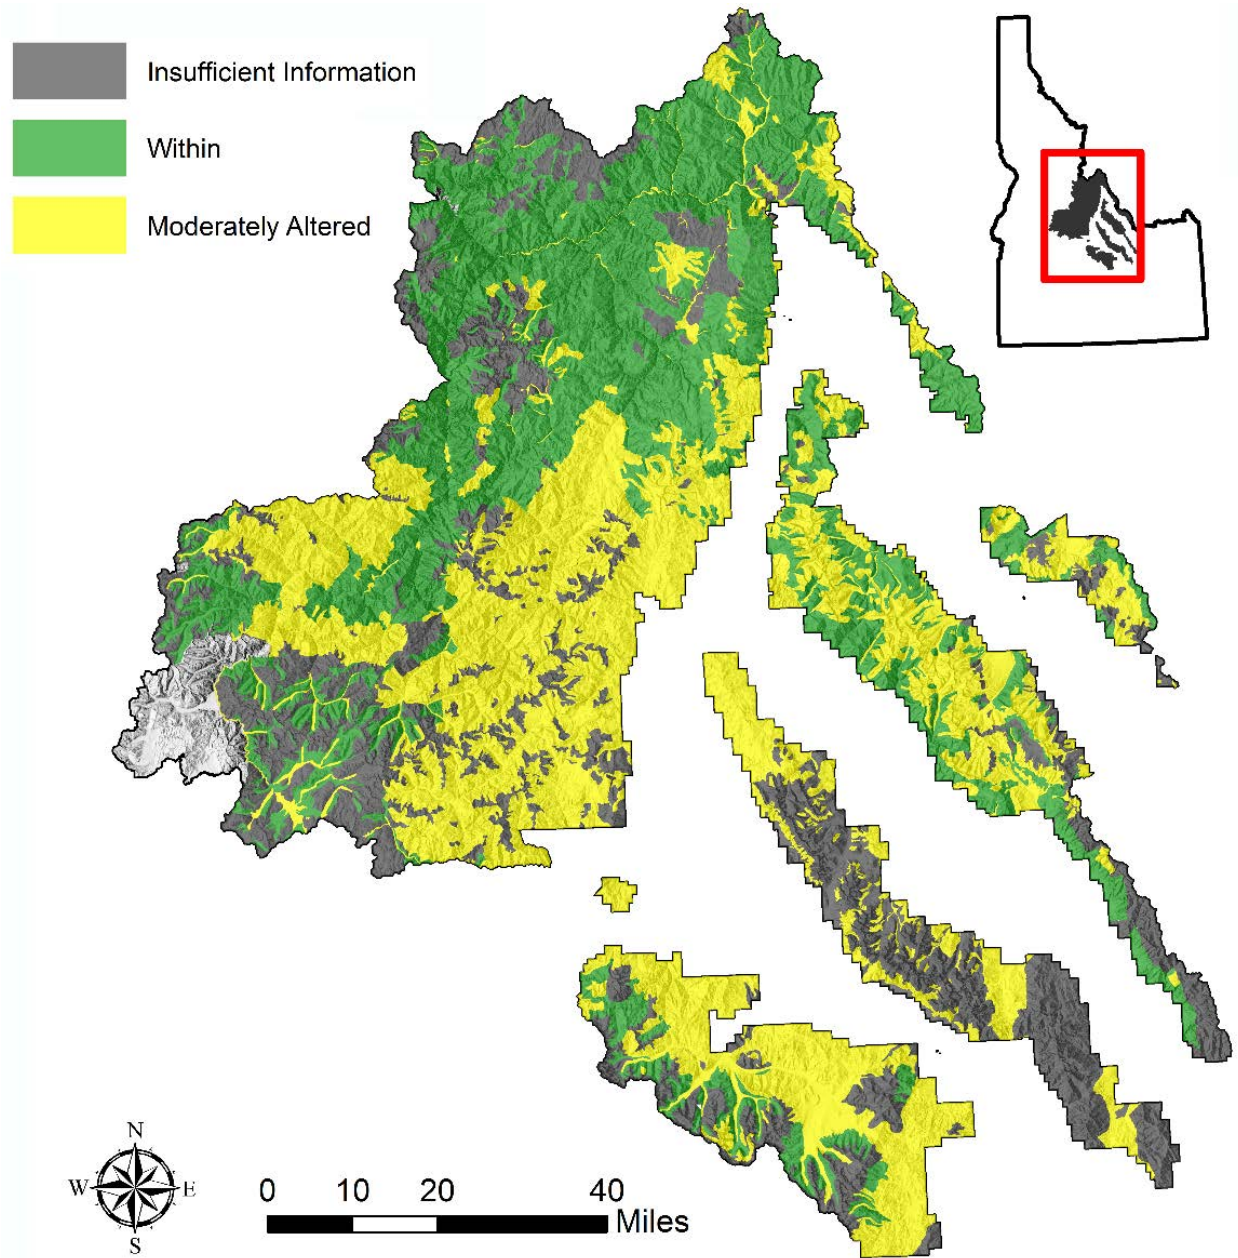 Insufficient Information
Within
Moderately Altered
N
W E
S
0 10 20 40
Miles